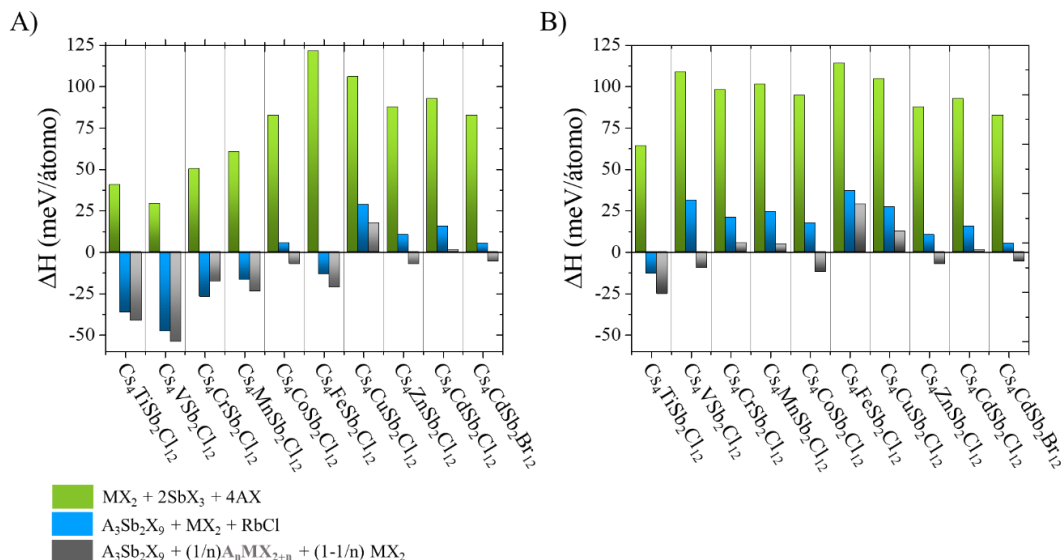 A)
B)
ΔH (meV/átomo)
125
100
75
50
25
0
-25
-50
Cs₄TiSb₂Cl₁₂
Cs₄VSb₂Cl₁₂
Cs₄CrSb₂Cl₁₂
Cs₄MnSb₂Cl₁₂
Cs₄CoSb₂Cl₁₂
Cs₄FeSb₂Cl₁₂
Cs₄CuSb₂Cl₁₂
Cs₄ZnSb₂Cl₁₂
Cs₄CdSb₂Cl₁₂
Cs₄CdSb₂Br₁₂
ΔH (meV/átomo)
125
100
75
50
25
0
-25
-50
Cs₄TiSb₂Cl₁₂
Cs₄VSb₂Cl₁₂
Cs₄CrSb₂Cl₁₂
Cs₄MnSb₂Cl₁₂
Cs₄CoSb₂Cl₁₂
Cs₄FeSb₂Cl₁₂
Cs₄CuSb₂Cl₁₂
Cs₄ZnSb₂Cl₁₂
Cs₄CdSb₂Cl₁₂
Cs₄CdSb₂Br₁₂
MX₂ + 2SbX₃ + 4AX
A₃Sb₂X₉ + MX₂ + RbCl
A₃Sb₂X₉ + (1/n)AₙMX₂₊ₙ + (1-1/n) MX₂